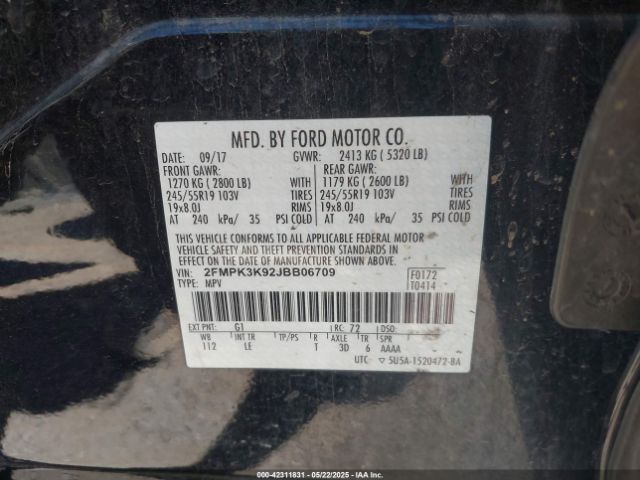 MFD. BY FORD MOTOR CO.
DATE: 09/17 GVWR: 2413 KG ( 5320 LB)
FRONT GAWR: REAR GAWR:
1270 KG ( 2800 LB) WITH 1179 KG ( 2600 LB) WITH
245/55R19 103V TIRES 245/55R19 103V TIRES
19x8.0J RIMS 19x8.0J RIMS
AT 240 kPa/ 35 PSI COLD AT 240 kPa/ 35 PSI COLD
THIS VEHICLE CONFORMS TO ALL APPLICABLE FEDERAL MOTOR
VEHICLE SAFETY AND THEFT PREVENTION STANDARDS IN EFFECT
ON THE DATE OF MANUFACTURE SHOWN ABOVE.
VIN: 2FMPK3K92JBB06709 F0172
TYPE: MPV T0414
EXT PNT: G1 RC: 72 DSO:
WB INT TR TP/PS R AXLE TR SPR
112 LE T 3D 6 AAAA
UTC ▽ 5U5A-1520472-BA
000-42311831 - 05/22/2025 - IAAI.COM